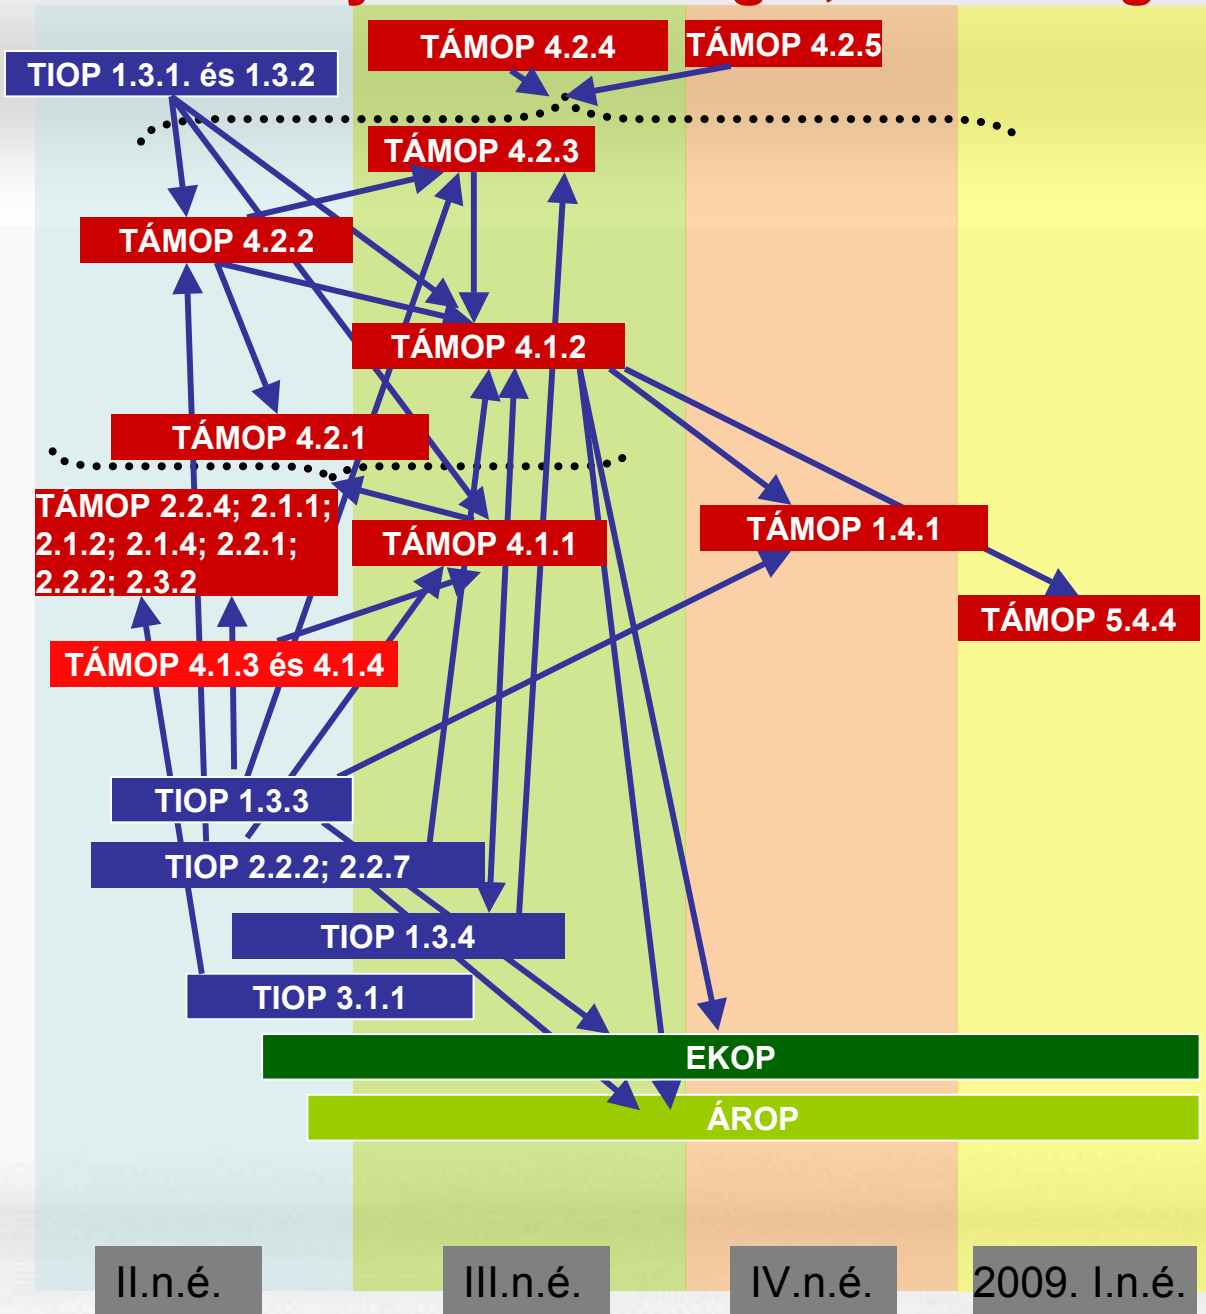 TÁMOP 4.2.4
TÁMOP 4.2.5
TIOP 1.3.1. és 1.3.2
TÁMOP 4.2.3
TÁMOP 4.2.2
TÁMOP 4.1.2
TÁMOP 4.2.1
TÁMOP 2.2.4; 2.1.1;
2.1.2; 2.1.4; 2.2.1;
2.2.2; 2.3.2
TÁMOP 4.1.1
TÁMOP 1.4.1
TÁMOP 5.4.4
TÁMOP 4.1.3 és 4.1.4
TIOP 1.3.3
TIOP 2.2.2; 2.2.7
TIOP 1.3.4
TIOP 3.1.1
EKOP
ÁROP
II.n.é.
III.n.é.
IV.n.é.
2009. I.n.é.